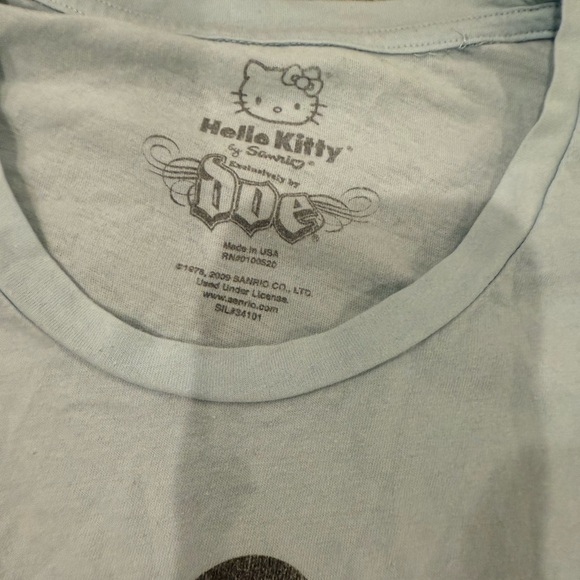 Hello Kitty®
by Sanrio®
Exclusively by
doe®
Made in USA
RN#0100520
©1976, 2009 SANRIO CO., LTD.
Used Under License.
www.sanrio.com
SIL#34101